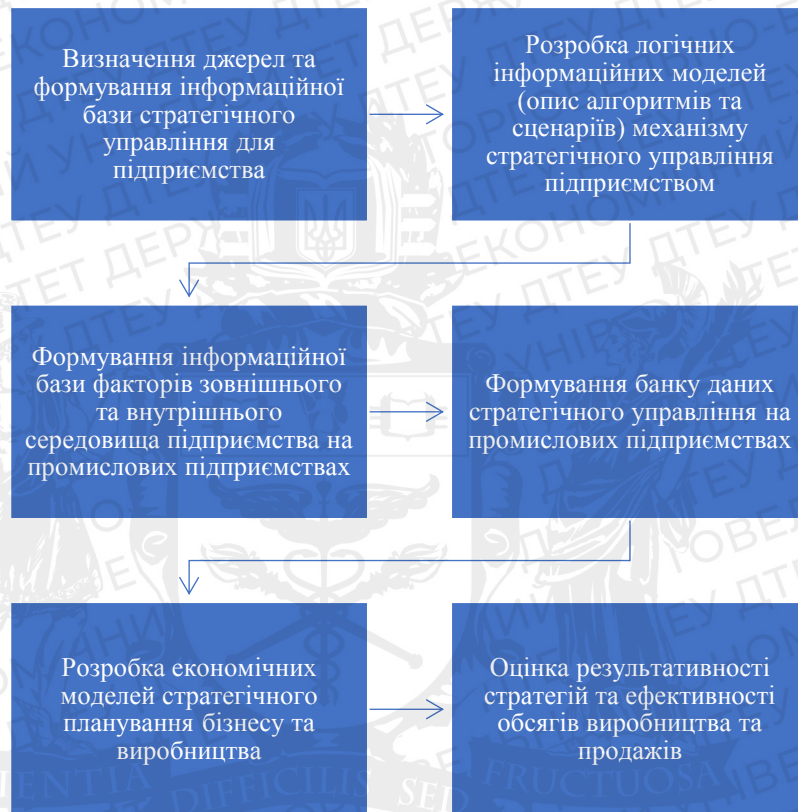 Визначення джерел та
формування інформаційної
бази стратегічного
управління для
підприємства
Розробка логічних
інформаційних моделей
(опис алгоритмів та
сценаріїв) механізму
стратегічного управління
підприємством
Формування інформаційної
бази факторів зовнішнього
та внутрішнього
середовища підприємства на
промислових підприємствах
Формування банку даних
стратегічного управління на
промислових підприємствах
Розробка економічних
моделей стратегічного
планування бізнесу та
виробництва
Оцінка результативності
стратегій та ефективності
обсягів виробництва та
продажів
DIFFICILIS SED FRUCTUOSA